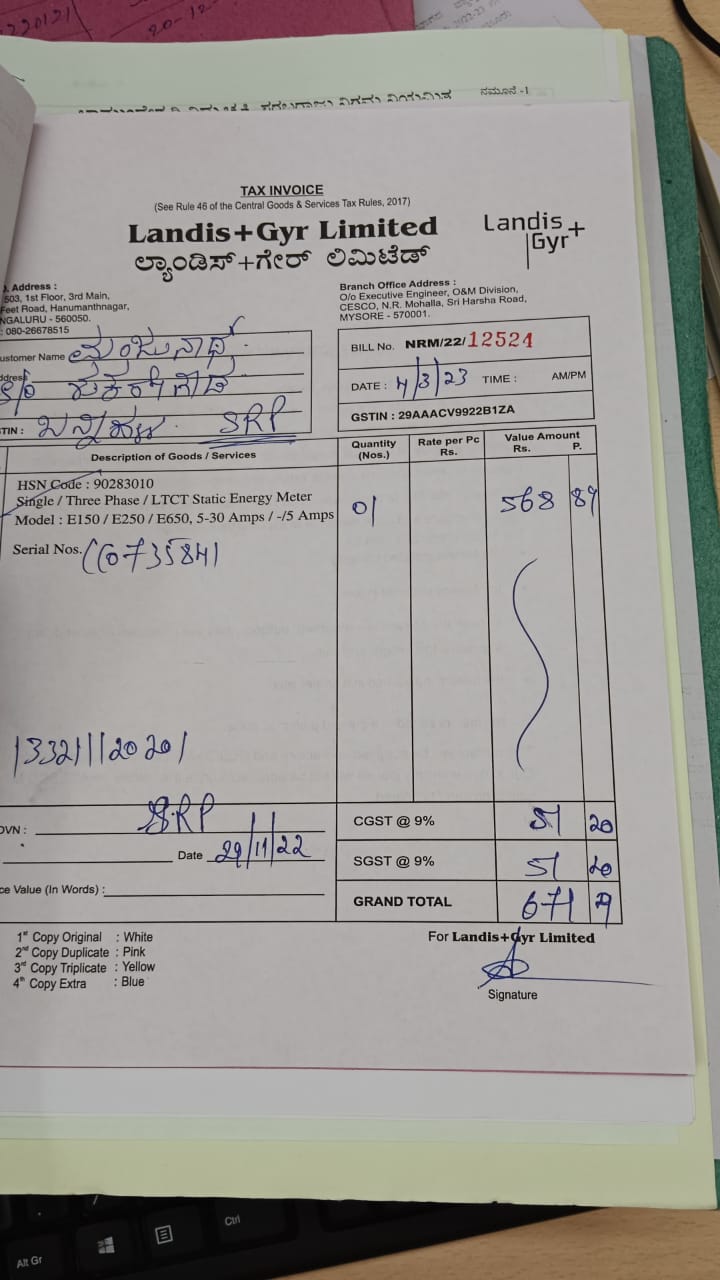 220121
20-12
ನಮೂನೆ -1
TAX INVOICE
(See Rule 46 of the Central Goods & Services Tax Rules, 2017)
Landis+Gyr Limited
ಲ್ಯಾಂಡಿಸ್+ಗೇರ್ ಲಿಮಿಟೆಡ್
Landis+
Gyr+
Address :
503, 1st Floor, 3rd Main,
Feet Road, Hanumanthnagar,
NGALURU - 560050.
: 080-26678515
Branch Office Address :
O/o Executive Engineer, O&M Division,
CESCO, N.R. Mohalla, Sri Harsha Road,
MYSORE - 570001.
ustomer Name ಮಂಜುನಾಥ
ddress
S/o
TIN : SRP
BILL No. NRM/22/12524
DATE : 4/3/23 TIME : AM/PM
GSTIN : 29AAACV9922B1ZA
Description of Goods / Services Quantity (Nos.) Rate per Pc Rs. Value Amount Rs. P.
HSN Code : 90283010
Single / Three Phase / LTCT Static Energy Meter
Model : E150 / E250 / E650, 5-30 Amps / -/5 Amps 01 568 89
Serial Nos.
DVN : SRP
Date 29/11/22
CGST @ 9% 51 20
SGST @ 9% 51 20
ce Value (In Words) :
GRAND TOTAL 671
1st Copy Original : White
2nd Copy Duplicate : Pink
3rd Copy Triplicate : Yellow
4th Copy Extra : Blue
For Landis+Gyr Limited
Signature
Ctrl
Alt Gr